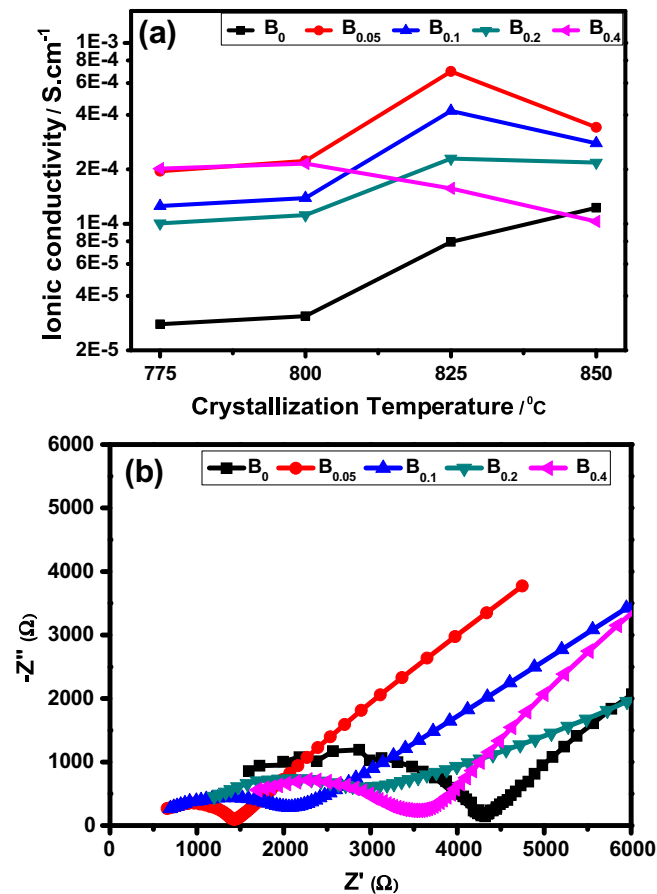 (a)
B0 B0.05 B0.1 B0.2 B0.4
Ionic conductivity / S.cm-1
1E-3
8E-4
6E-4
4E-4
2E-4
1E-4
8E-5
6E-5
4E-5
2E-5
775 800 825 850
Crystallization Temperature / 0C
(b)
B0 B0.05 B0.1 B0.2 B0.4
-Z'' (Ω)
6000
5000
4000
3000
2000
1000
0
0 1000 2000 3000 4000 5000 6000
Z' (Ω)